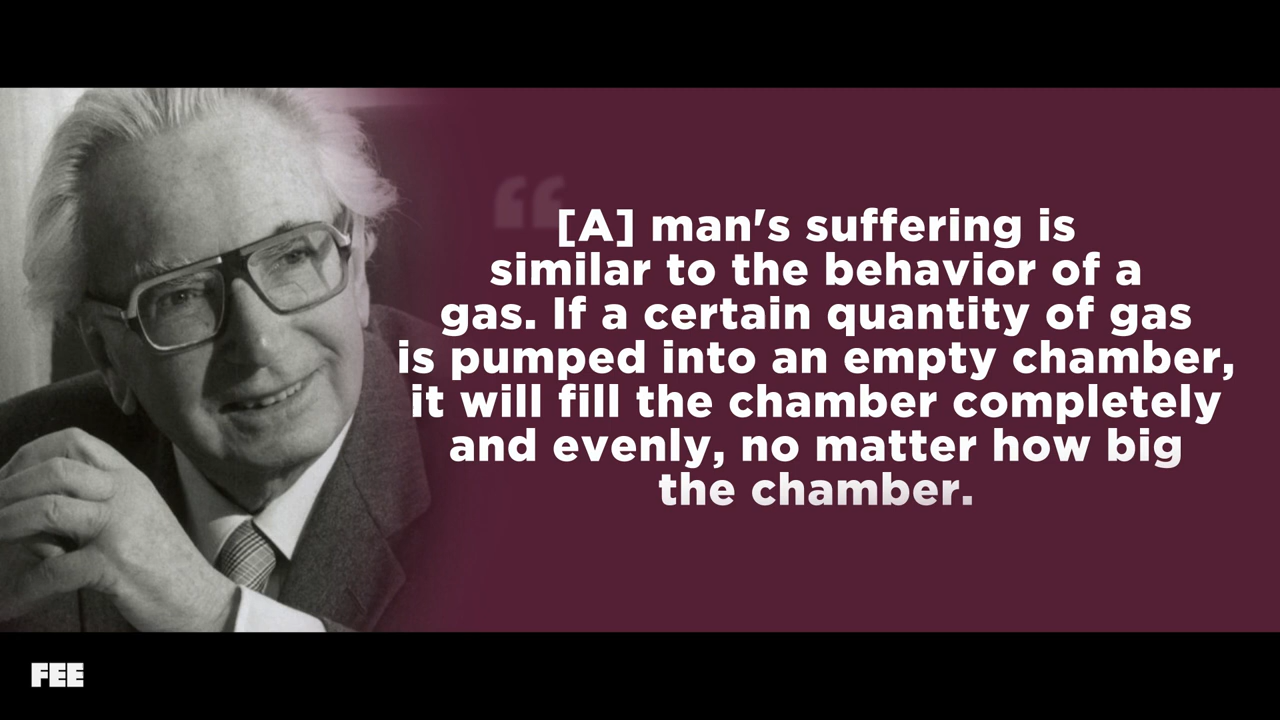 “
[A] man's suffering is
similar to the behavior of a
gas. If a certain quantity of gas
is pumped into an empty chamber,
it will fill the chamber completely
and evenly, no matter how big
the chamber.
FEE